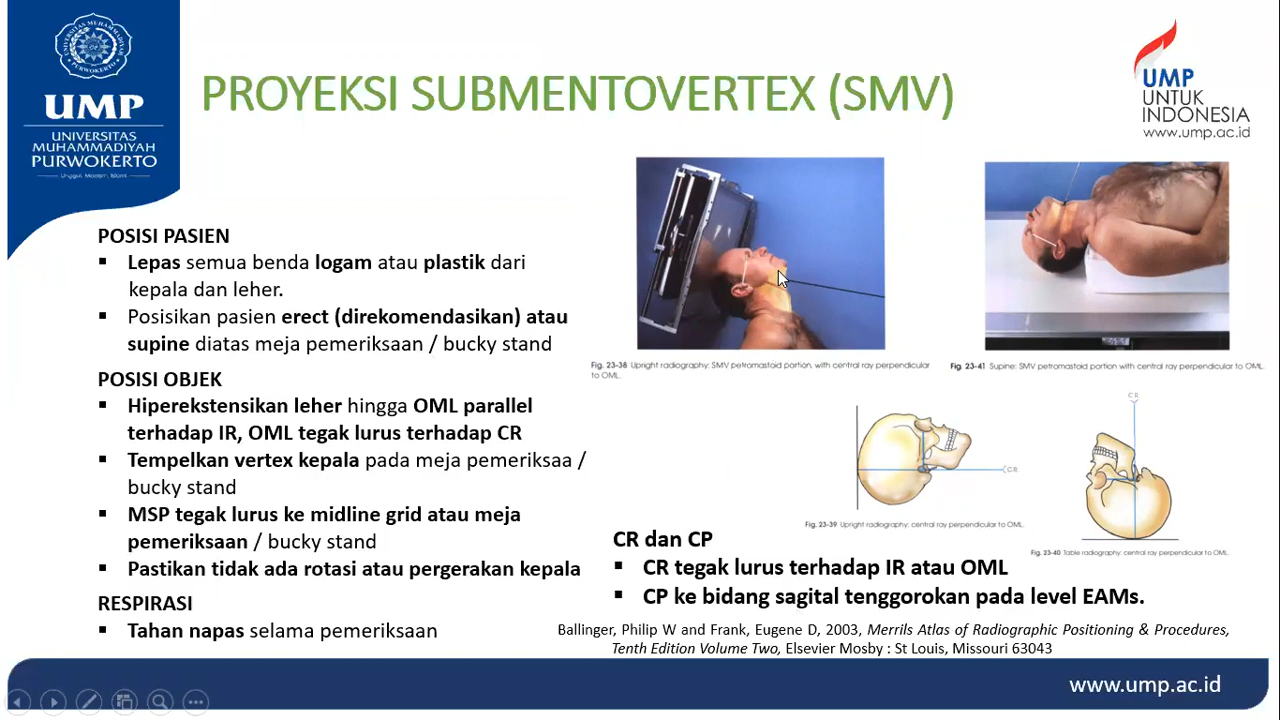 UNIVERSITAS MUHAMMADIYAH PURWOKERTO
UMP
UNIVERSITAS
MUHAMMADIYAH
PURWOKERTO
Unggul, Modern, Islami
PROYEKSI SUBMENTOVERTEX (SMV)
UMP
UNTUK
INDONESIA
www.ump.ac.id
POSISI PASIEN
▪ Lepas semua benda logam atau plastik dari
kepala dan leher.
▪ Posisikan pasien erect (direkomendasikan) atau
supine diatas meja pemeriksaan / bucky stand
POSISI OBJEK
▪ Hiperekstensikan leher hingga OML parallel
terhadap IR, OML tegak lurus terhadap CR
▪ Tempelkan vertex kepala pada meja pemeriksaa /
bucky stand
▪ MSP tegak lurus ke midline grid atau meja
pemeriksaan / bucky stand
▪ Pastikan tidak ada rotasi atau pergerakan kepala
RESPIRASI
▪ Tahan napas selama pemeriksaan
Fig. 23-38 Upright radiography: SMV petromastoid portion, with central ray perpendicular
to OML.
Fig. 23-41 Supine: SMV petromastoid portion with central ray perpendicular to OML.
CR
Fig. 23-39 Upright radiography: central ray perpendicular to OML.
CR
Fig. 23-40 Table radiography: central ray perpendicular to OML.
CR dan CP
▪ CR tegak lurus terhadap IR atau OML
▪ CP ke bidang sagital tenggorokan pada level EAMs.
Ballinger, Philip W and Frank, Eugene D, 2003, Merrils Atlas of Radiographic Positioning & Procedures,
Tenth Edition Volume Two, Elsevier Mosby : St Louis, Missouri 63043
www.ump.ac.id